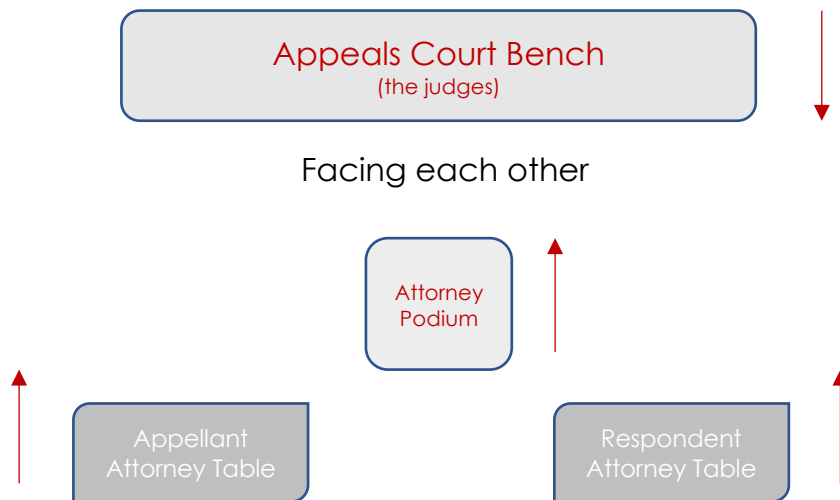 Appeals Court Bench
(the judges)
Facing each other
Attorney
Podium
Appellant
Attorney Table
Respondent
Attorney Table